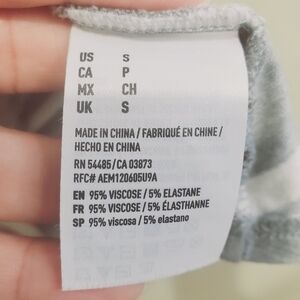 US S
CA P
MX CH
UK S
MADE IN CHINA / FABRIQUÉ EN CHINE /
HECHO EN CHINA
RN 54485/CA 03873
RFC# AEM120605U9A
EN 95% VISCOSE / 5% ELASTANE
FR 95% VISCOSE / 5% ÉLASTHANNE
SP 95% viscosa / 5% elastano